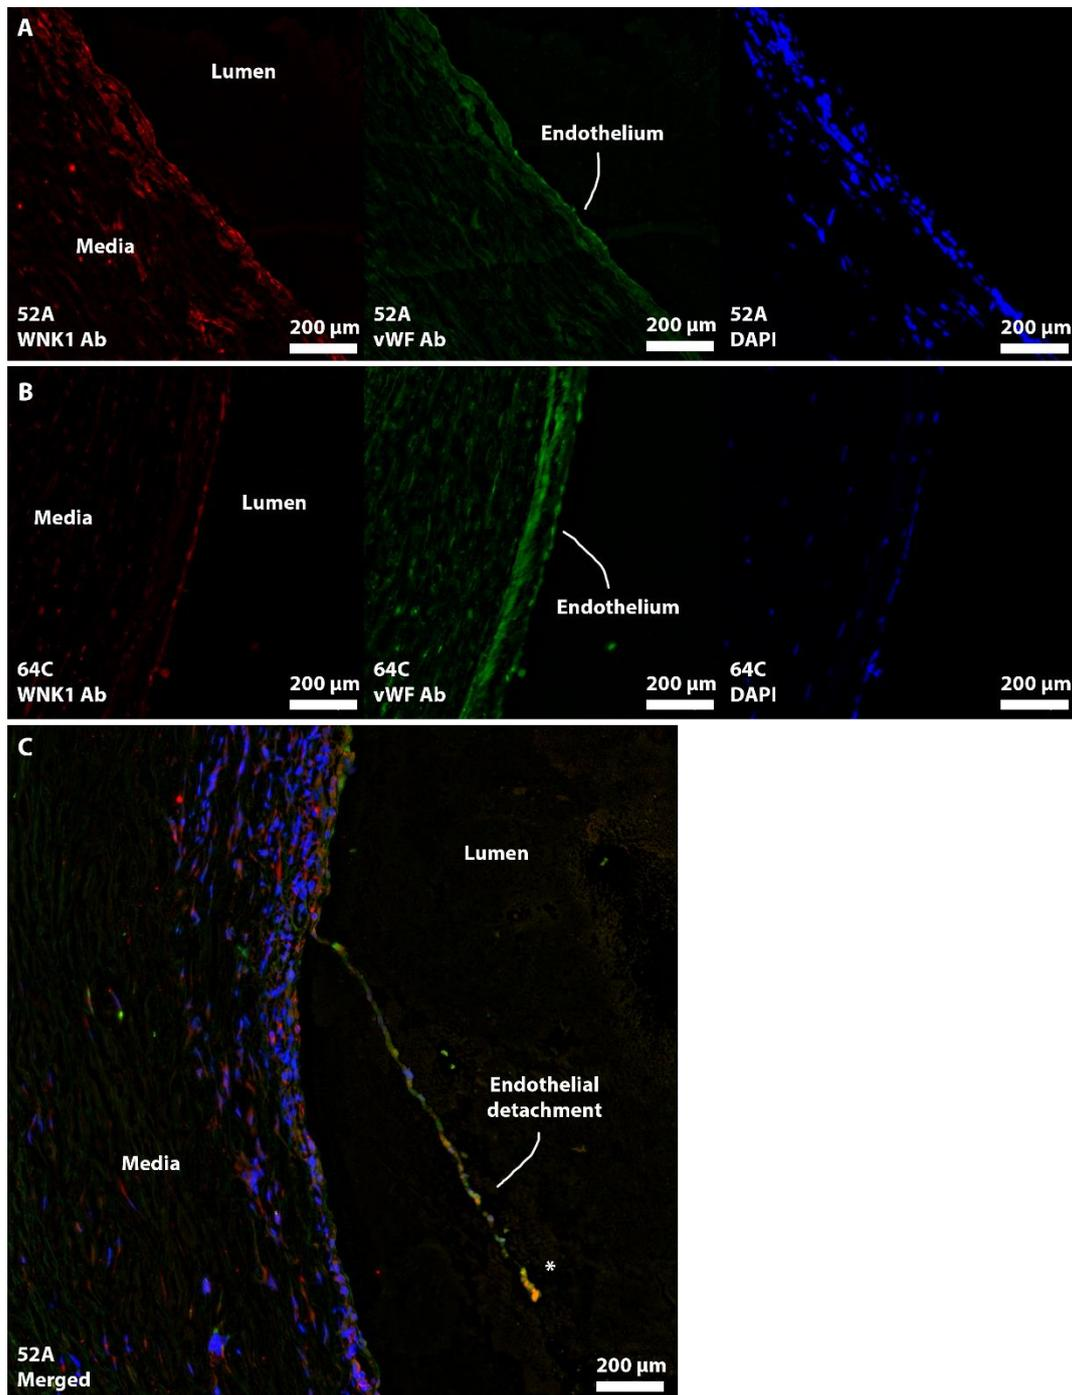 A
Lumen
Endothelium
Media
52A
WNK1 Ab
200 µm
52A
vWF Ab
200 µm
52A
DAPI
200 µm
B
Media
Lumen
Endothelium
64C
WNK1 Ab
200 µm
64C
vWF Ab
200 µm
64C
DAPI
200 µm
C
Lumen
Endothelial
detachment
Media
*
52A
Merged
200 µm